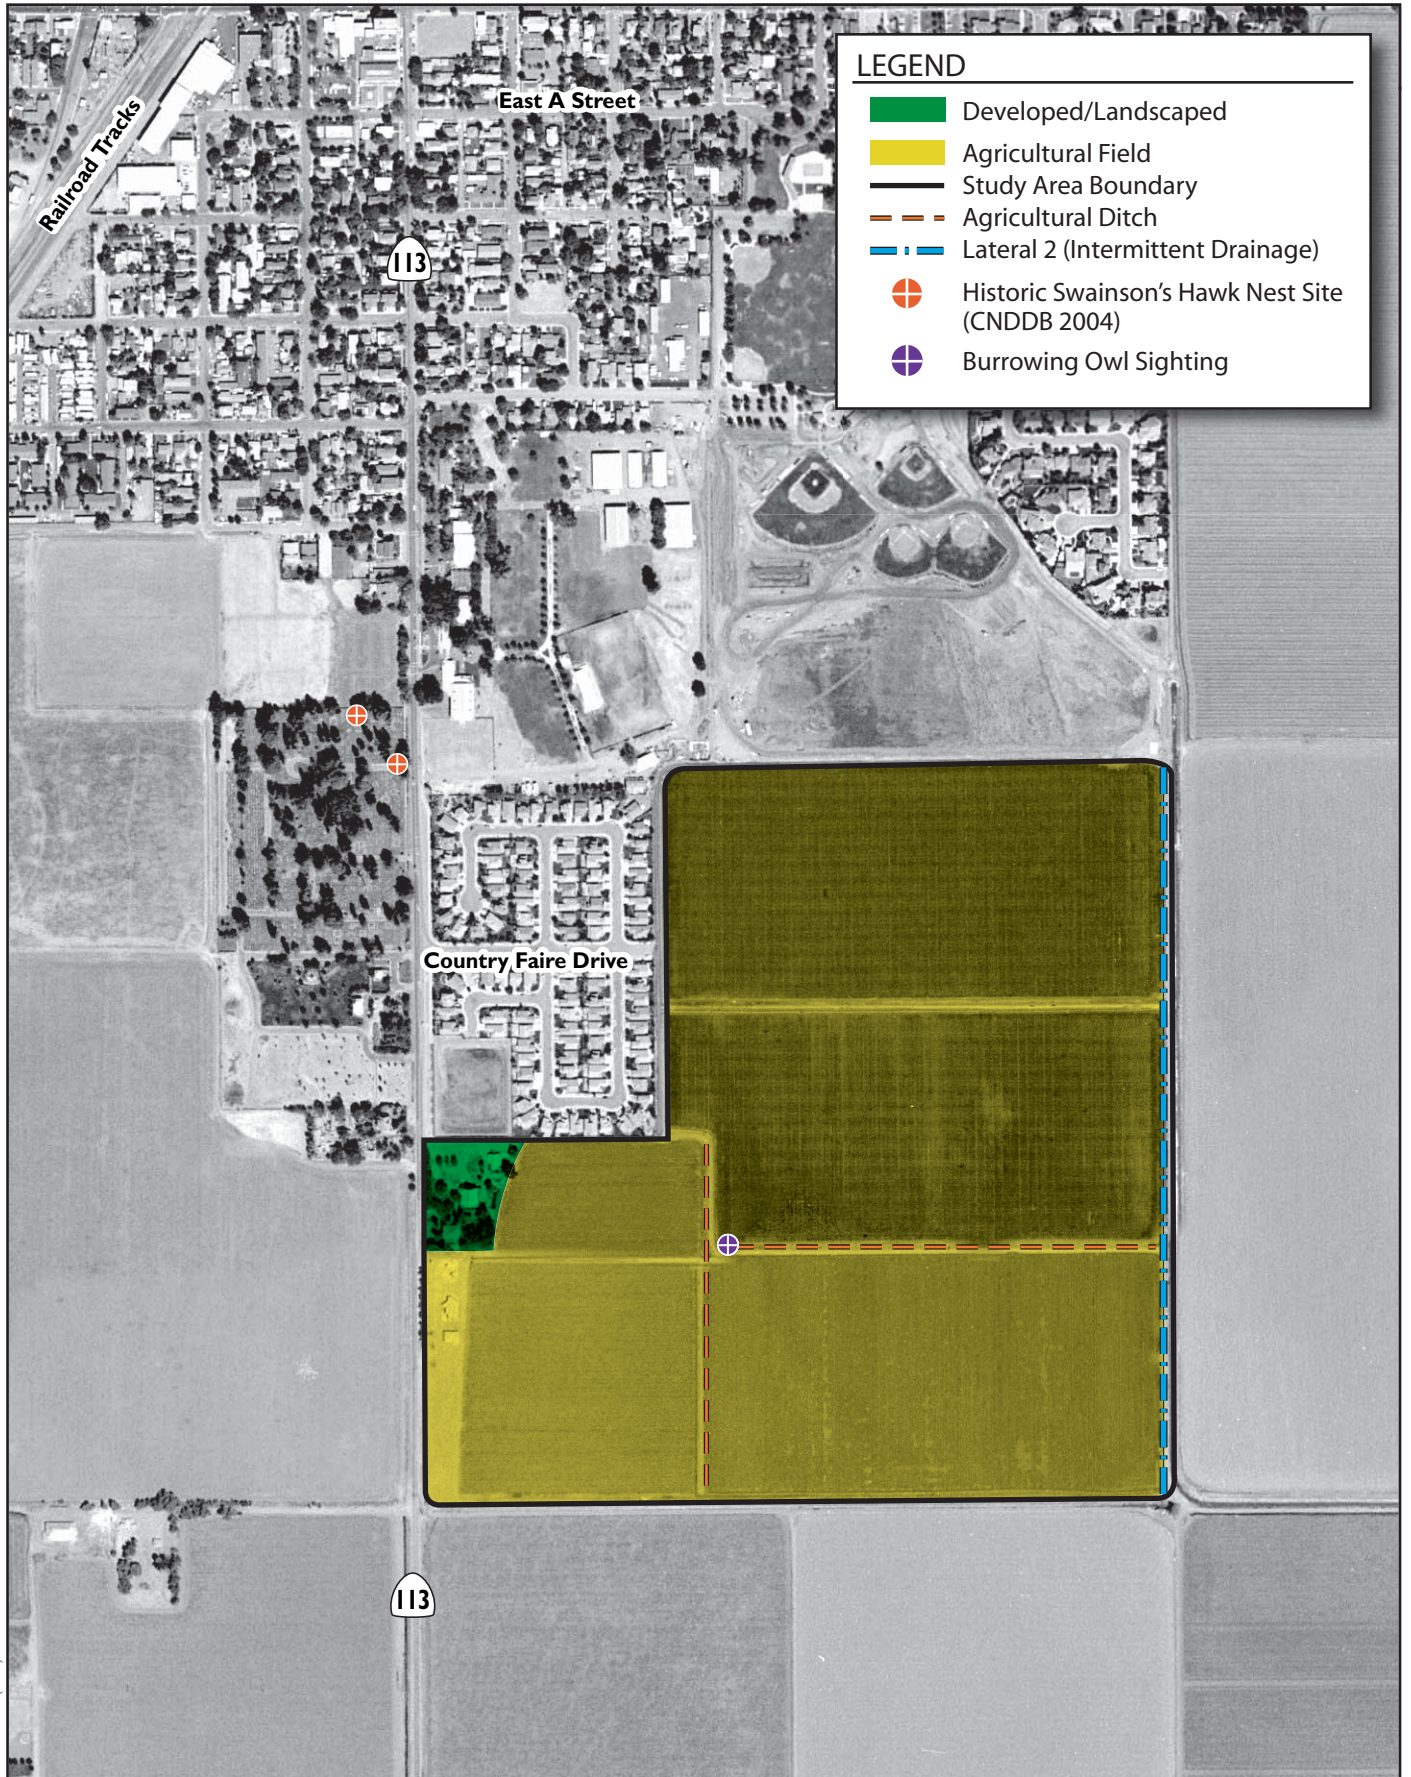 LEGEND
Developed/Landscaped
Agricultural Field
Study Area Boundary
Agricultural Ditch
Lateral 2 (Intermittent Drainage)
Historic Swainson's Hawk Nest Site
(CNDDB 2004)
Burrowing Owl Sighting
East A Street
Railroad Tracks
113
Country Faire Drive
113